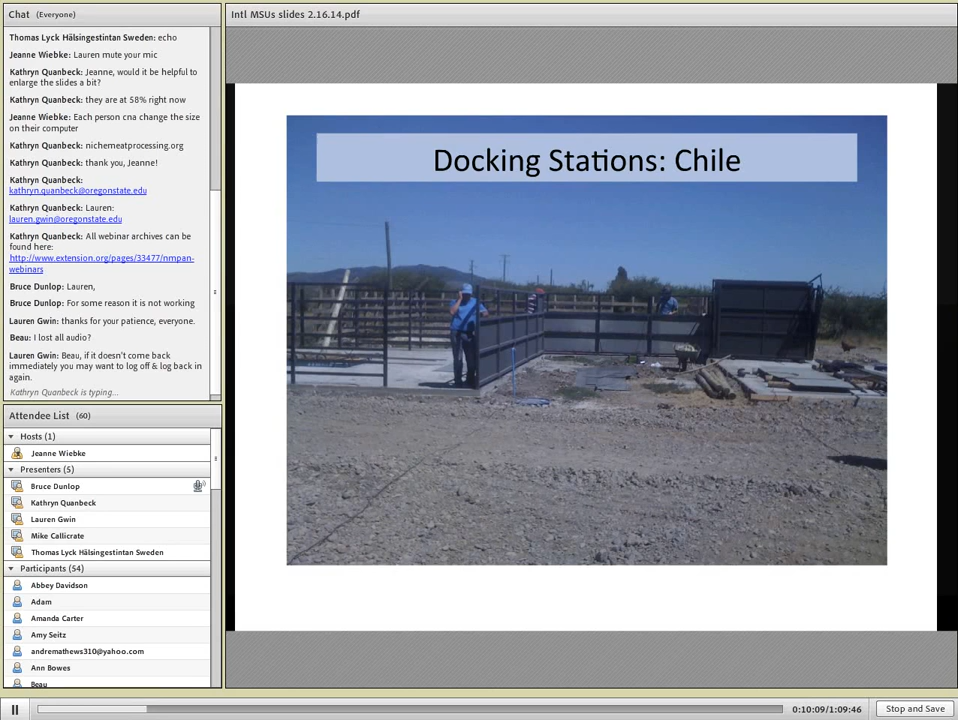 Chat (Everyone)
Thomas Lyck Hälsingestintan Sweden: echo
Jeanne Wiebke: Lauren mute your mic
Kathryn Quanbeck: Jeanne, would it be helpful to
enlarge the slides a bit?
Kathryn Quanbeck: they are at 58% right now
Jeanne Wiebke: Each person cna change the size
on their computer
Kathryn Quanbeck: nichemeatprocessing.org
Kathryn Quanbeck: thank you, Jeanne!
Kathryn Quanbeck:
kathryn.quanbeck@oregonstate.edu
Kathryn Quanbeck: Lauren:
lauren.gwin@oregonstate.edu
Kathryn Quanbeck: All webinar archives can be
found here:
http://www.extension.org/pages/33477/nmpan-
webinars
Bruce Dunlop: Lauren,
Bruce Dunlop: For some reason it is not working
Lauren Gwin: thanks for your patience, everyone.
Beau: I lost all audio?
Lauren Gwin: Beau, if it doesn't come back
immediately you may want to log off & log back in
again.
Kathryn Quanbeck is typing...
Attendee List (60)
Hosts (1)
Jeanne Wiebke
Presenters (5)
Bruce Dunlop
Kathryn Quanbeck
Lauren Gwin
Mike Callicrate
Thomas Lyck Hälsingestintan Sweden
Participants (54)
Abbey Davidson
Adam
Amanda Carter
Amy Seitz
andremathews310@yahoo.com
Ann Bowes
Beau
Intl MSUs slides 2.16.14.pdf
Docking Stations: Chile
0:10:09/1:09:46
Stop and Save